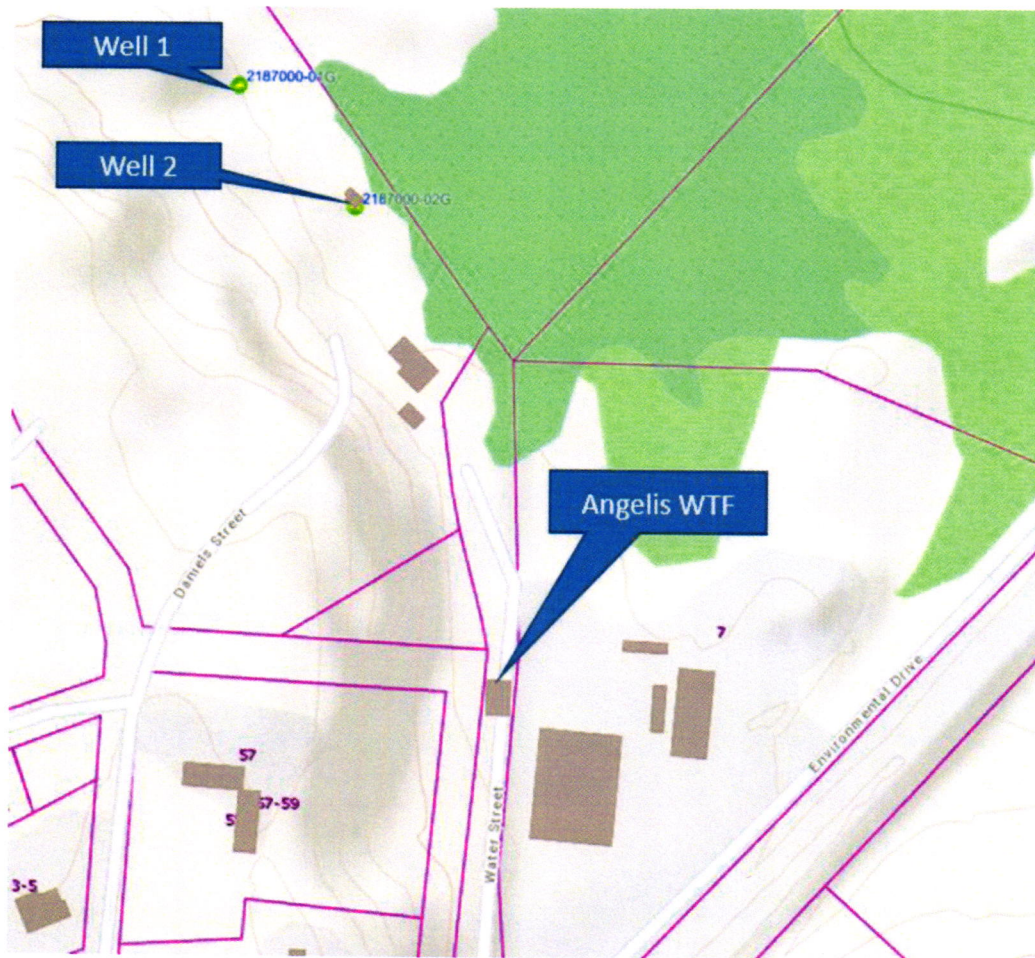 Well 1
2187000-01G
Well 2
2187000-02G
Angelis WTF
Daniels Street
7
Environmental Drive
57
57-59
Water Street
3-5